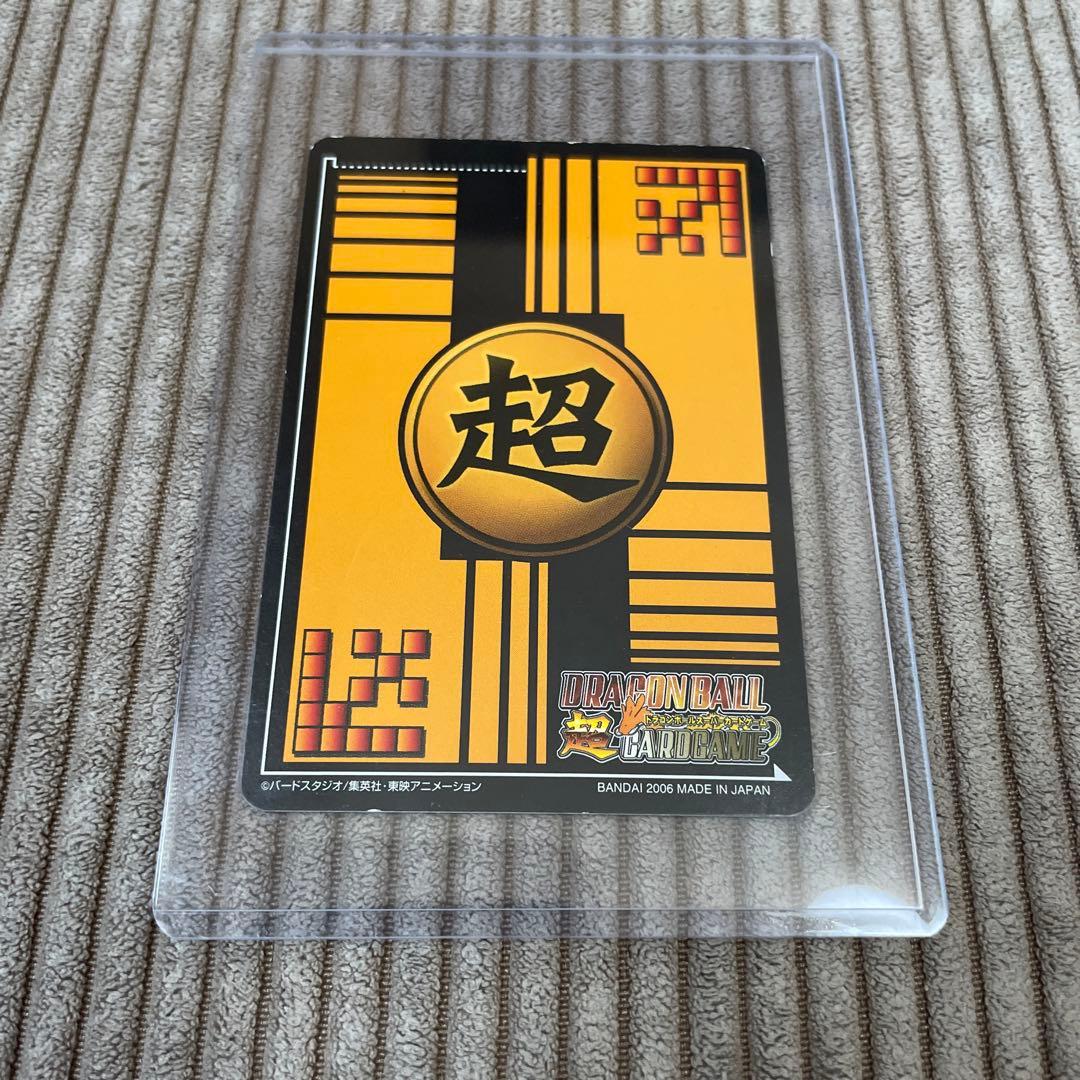 超
DRAGON BALL
ドラゴンボールスーパーカードゲーム
超 CARDGAME
©バードスタジオ/集英社・東映アニメーション
BANDAI 2006 MADE IN JAPAN